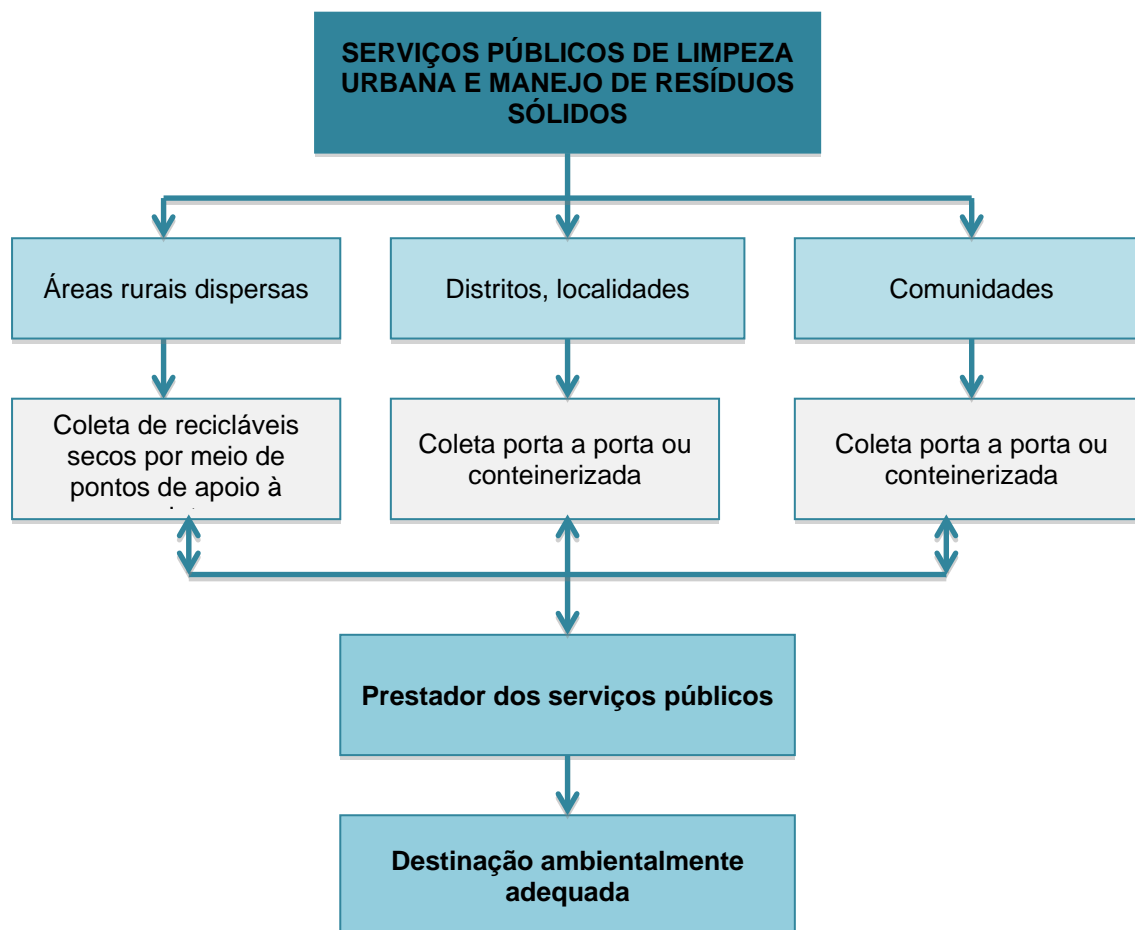 SERVIÇOS PÚBLICOS DE LIMPEZA
URBANA E MANEJO DE RESÍDUOS
SÓLIDOS
Áreas rurais dispersas
Distritos, localidades
Comunidades
Coleta de recicláveis
secos por meio de
pontos de apoio à
Coleta porta a porta ou
conteinerizada
Coleta porta a porta ou
conteinerizada
Prestador dos serviços públicos
Destinação ambientalmente
adequada